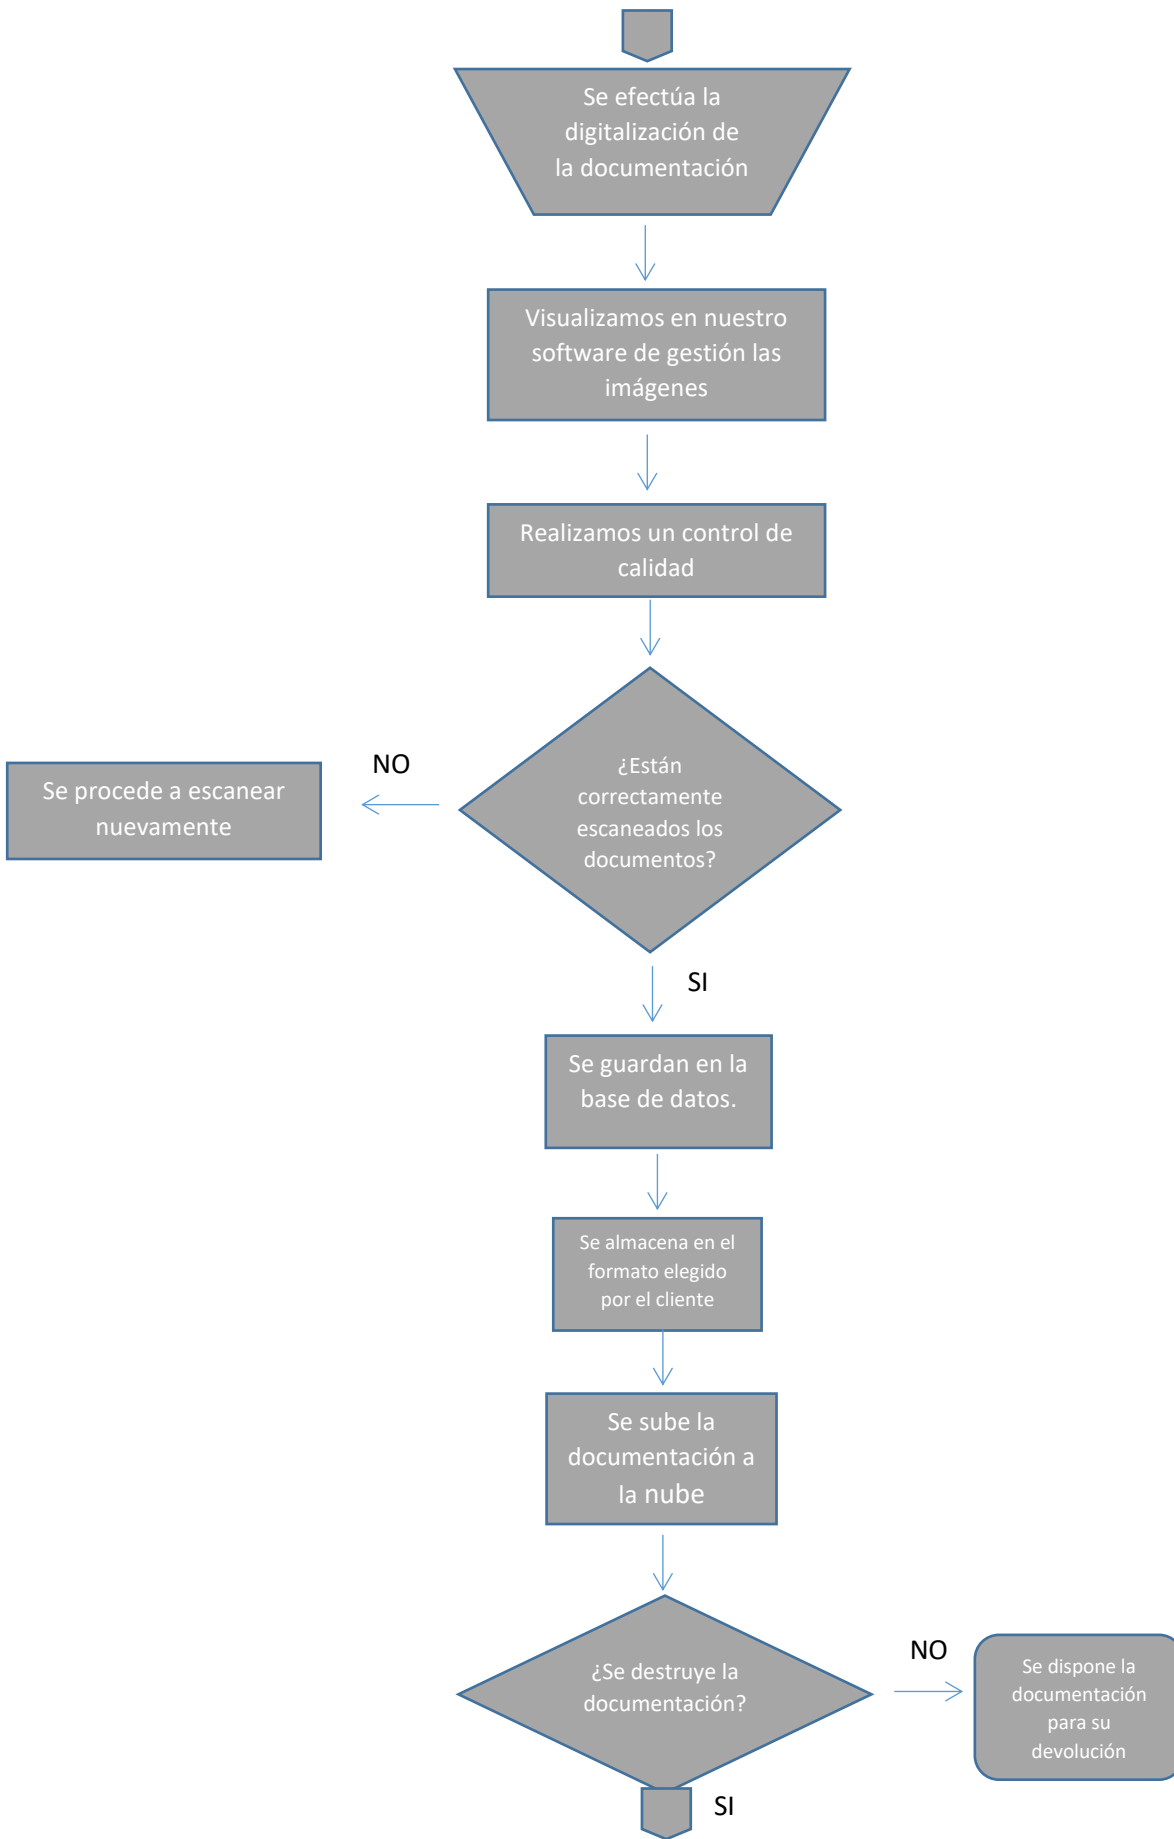 Se efectúa la
digitalización de
la documentación
Visualizamos en nuestro
software de gestión las
imágenes
Realizamos un control de
calidad
¿Están
correctamente
escaneados los
documentos?
NO
Se procede a escanear
nuevamente
SI
Se guardan en la
base de datos.
Se almacena en el
formato elegido
por el cliente
Se sube la
documentación a
la nube
¿Se destruye la
documentación?
NO
Se dispone la
documentación
para su
devolución
SI